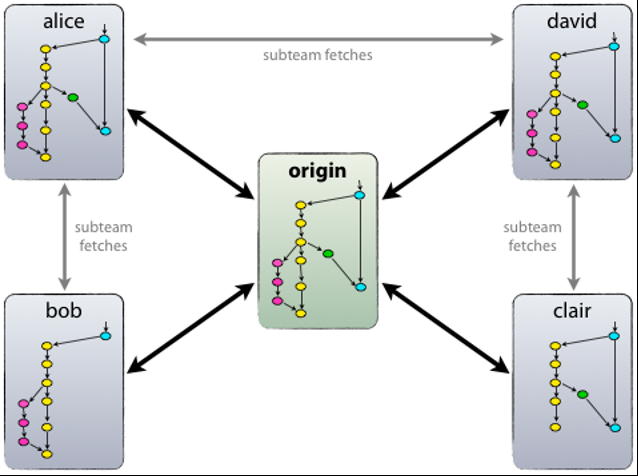 alice
david
subteam fetches
origin
subteam
fetches
subteam
fetches
bob
clair